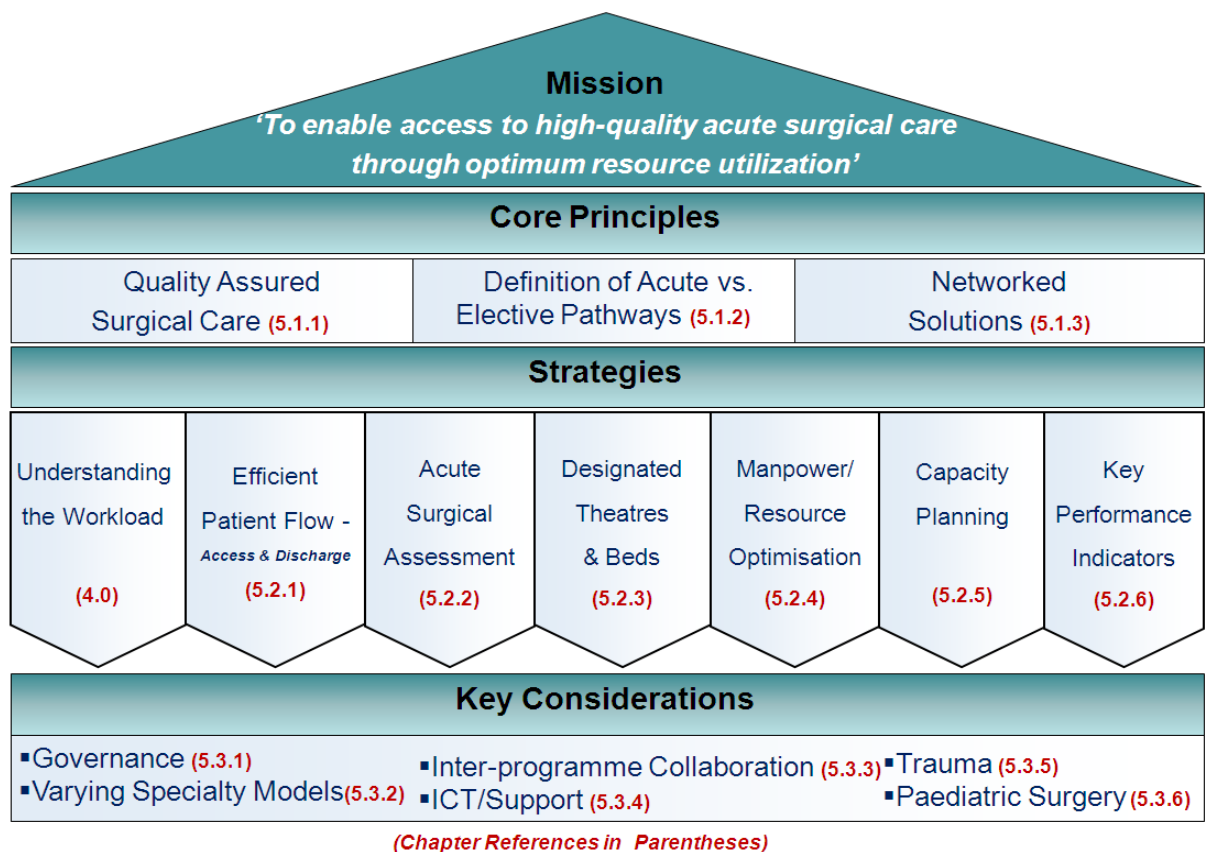 Mission
‘To enable access to high-quality acute surgical care
through optimum resource utilization’
Core Principles
Quality Assured
Surgical Care (5.1.1)
Definition of Acute vs.
Elective Pathways (5.1.2)
Networked
Solutions (5.1.3)
Strategies
Understanding
the Workload
(4.0)
Efficient
Patient Flow -
Access & Discharge
(5.2.1)
Acute
Surgical
Assessment
(5.2.2)
Designated
Theatres
& Beds
(5.2.3)
Manpower/
Resource
Optimisation
(5.2.4)
Capacity
Planning
(5.2.5)
Key
Performance
Indicators
(5.2.6)
Key Considerations
▪Governance (5.3.1)
▪Varying Specialty Models(5.3.2)
▪Inter-programme Collaboration (5.3.3)
▪ICT/Support (5.3.4)
▪Trauma (5.3.5)
▪Paediatric Surgery (5.3.6)
(Chapter References in Parentheses)